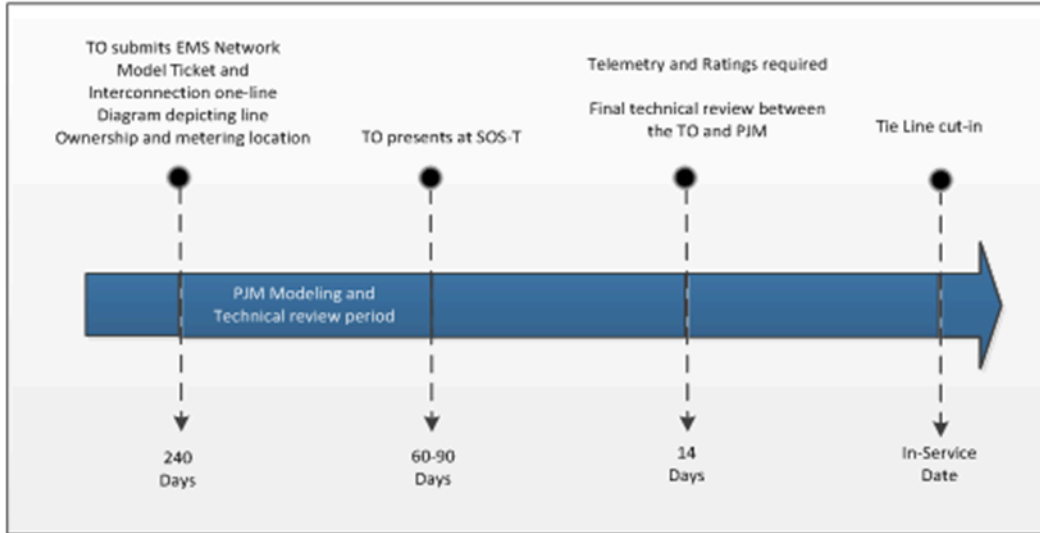 TO submits EMS Network
Model Ticket and
Interconnection one-line
Diagram depicting line
Ownership and metering location
TO presents at SOS-T
Telemetry and Ratings required
Final technical review between
the TO and PJM
Tie Line cut-in
PJM Modeling and
Technical review period
240
Days
60-90
Days
14
Days
In-Service
Date